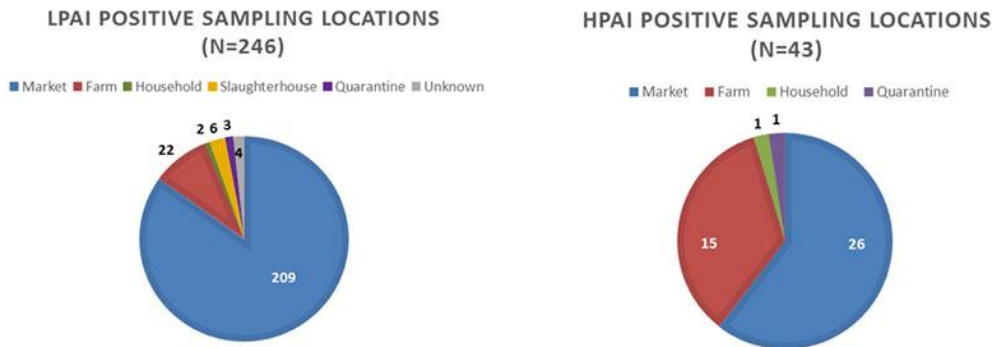 LPAI POSITIVE SAMPLING LOCATIONS
(N=246)
Market Farm Household Slaughterhouse Quarantine Unknown
2 6 3
22
4
209
HPAI POSITIVE SAMPLING LOCATIONS
(N=43)
Market Farm Household Quarantine
1 1
15
26